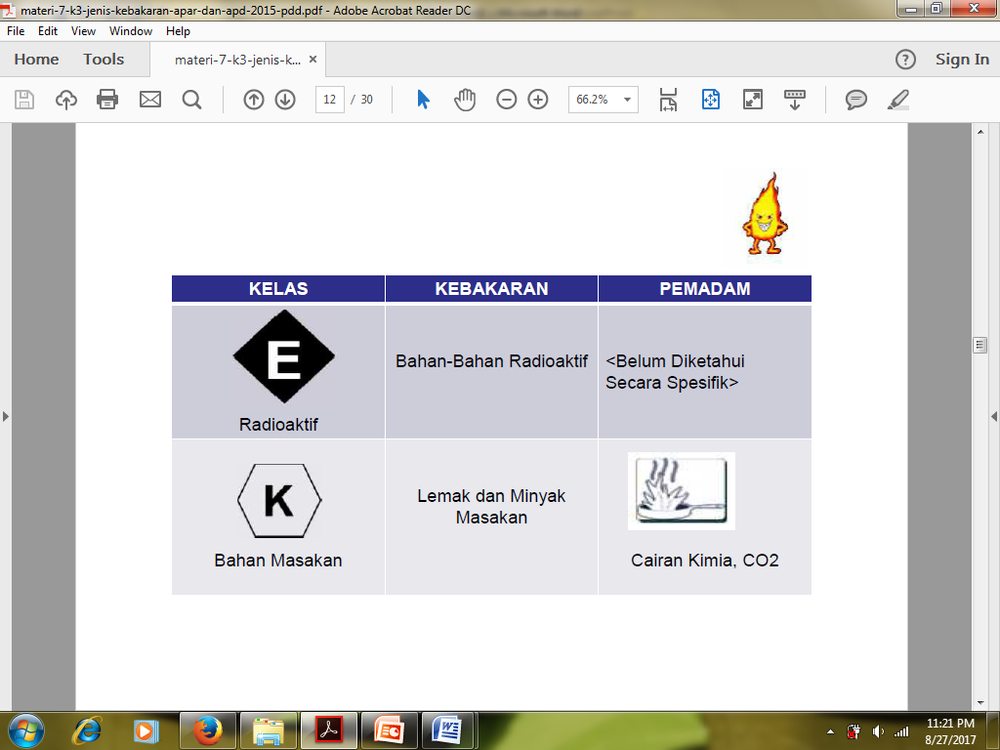 materi-7-k3-jenis-kebakaran-apar-dan-apd-2015-pdd.pdf - Adobe Acrobat Reader DC
File Edit View Window Help
Home Tools materi-7-k3-jenis-k... × ? Sign In
12 / 30 66.2%
KELAS KEBAKARAN PEMADAM
E
Radioaktif
Bahan-Bahan Radioaktif
<Belum Diketahui
Secara Spesifik>
K
Bahan Masakan
Lemak dan Minyak
Masakan
Cairan Kimia, CO2
11:21 PM
8/27/2017